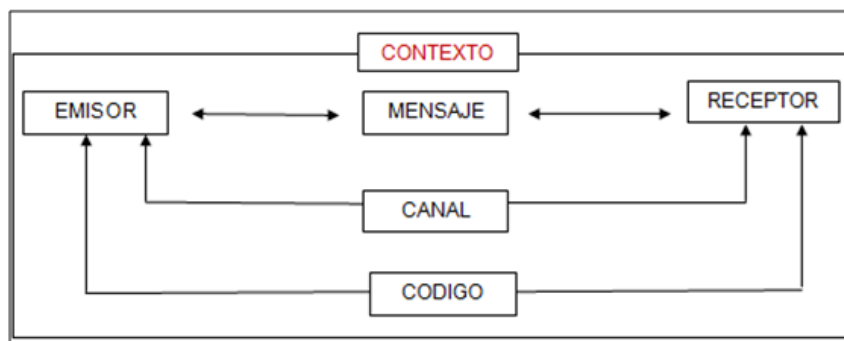 CONTEXTO
EMISOR
MENSAJE
RECEPTOR
CANAL
CODIGO